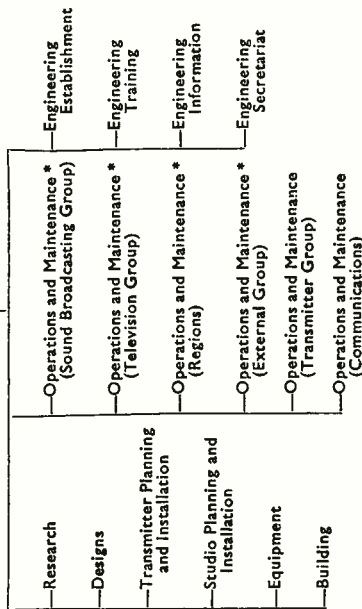 Research
Designs
Transmitter Planning
and Installation
Studio Planning and
Installation
Equipment
Building
Operations and Maintenance *
(Sound Broadcasting Group)
Operations and Maintenance *
(Television Group)
Operations and Maintenance *
(Regions)
Operations and Maintenance *
(External Group)
Operations and Maintenance
(Transmitter Group)
Operations and Maintenance
(Communications)
Engineering
Establishment
Engineering
Training
Engineering
Information
Engineering
Secretariat